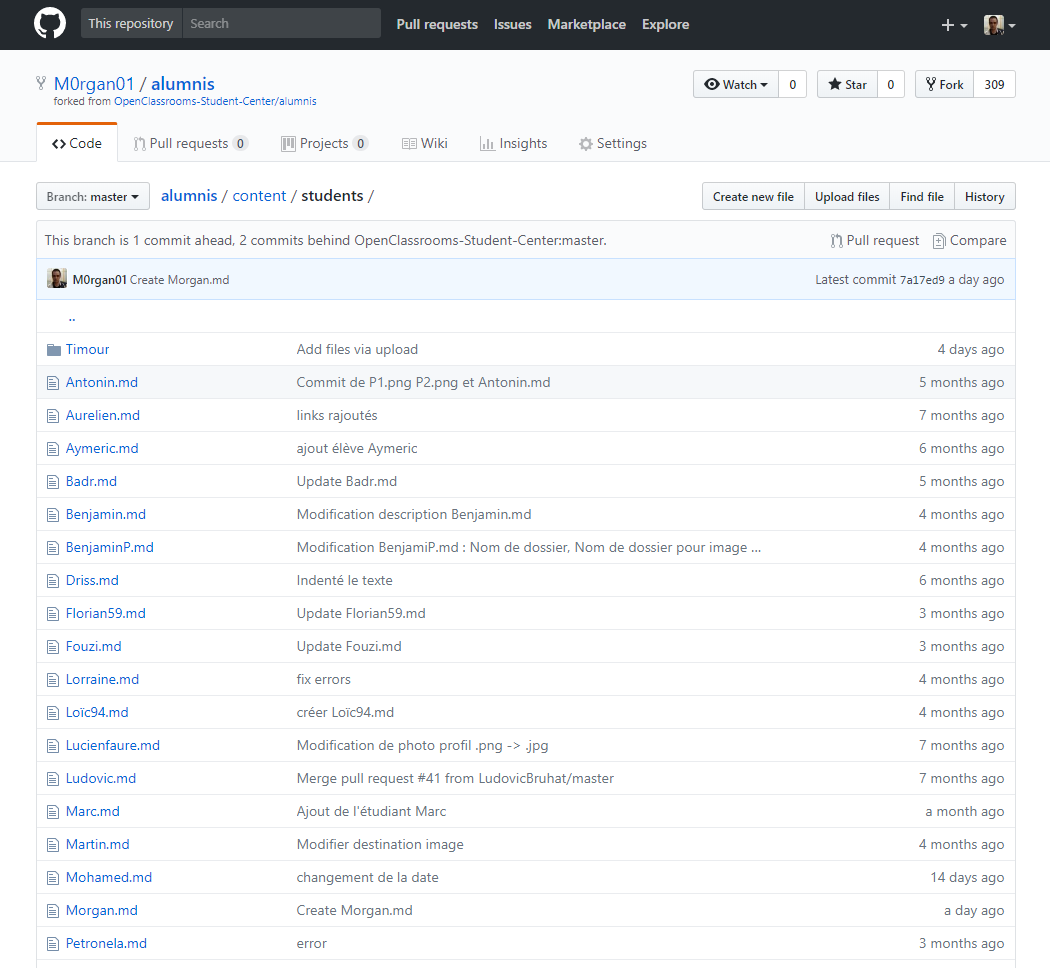 This repository Search Pull requests Issues Marketplace Explore
M0rgan01 / alumnis Watch 0 Star 0 Fork 309
forked from OpenClassrooms-Student-Center/alumnis
Code Pull requests 0 Projects 0 Wiki Insights Settings
Branch: master alumnis / content / students / Create new file Upload files Find file History
This branch is 1 commit ahead, 2 commits behind OpenClassrooms-Student-Center:master. Pull request Compare
M0rgan01 Create Morgan.md Latest commit 7a17ed9 a day ago
..
Timour Add files via upload 4 days ago
Antonin.md Commit de P1.png P2.png et Antonin.md 5 months ago
Aurelien.md links rajoutés 7 months ago
Aymeric.md ajout élève Aymeric 6 months ago
Badr.md Update Badr.md 5 months ago
Benjamin.md Modification description Benjamin.md 4 months ago
BenjaminP.md Modification BenjamiP.md : Nom de dossier, Nom de dossier pour image ... 4 months ago
Driss.md Indenté le texte 6 months ago
Florian59.md Update Florian59.md 3 months ago
Fouzi.md Update Fouzi.md 3 months ago
Lorraine.md fix errors 4 months ago
Loïc94.md créer Loïc94.md 4 months ago
Lucienfaure.md Modification de photo profil .png -> .jpg 7 months ago
Ludovic.md Merge pull request #41 from LudovicBruhat/master 7 months ago
Marc.md Ajout de l'étudiant Marc a month ago
Martin.md Modifier destination image 4 months ago
Mohamed.md changement de la date 14 days ago
Morgan.md Create Morgan.md a day ago
Petronela.md error 3 months ago